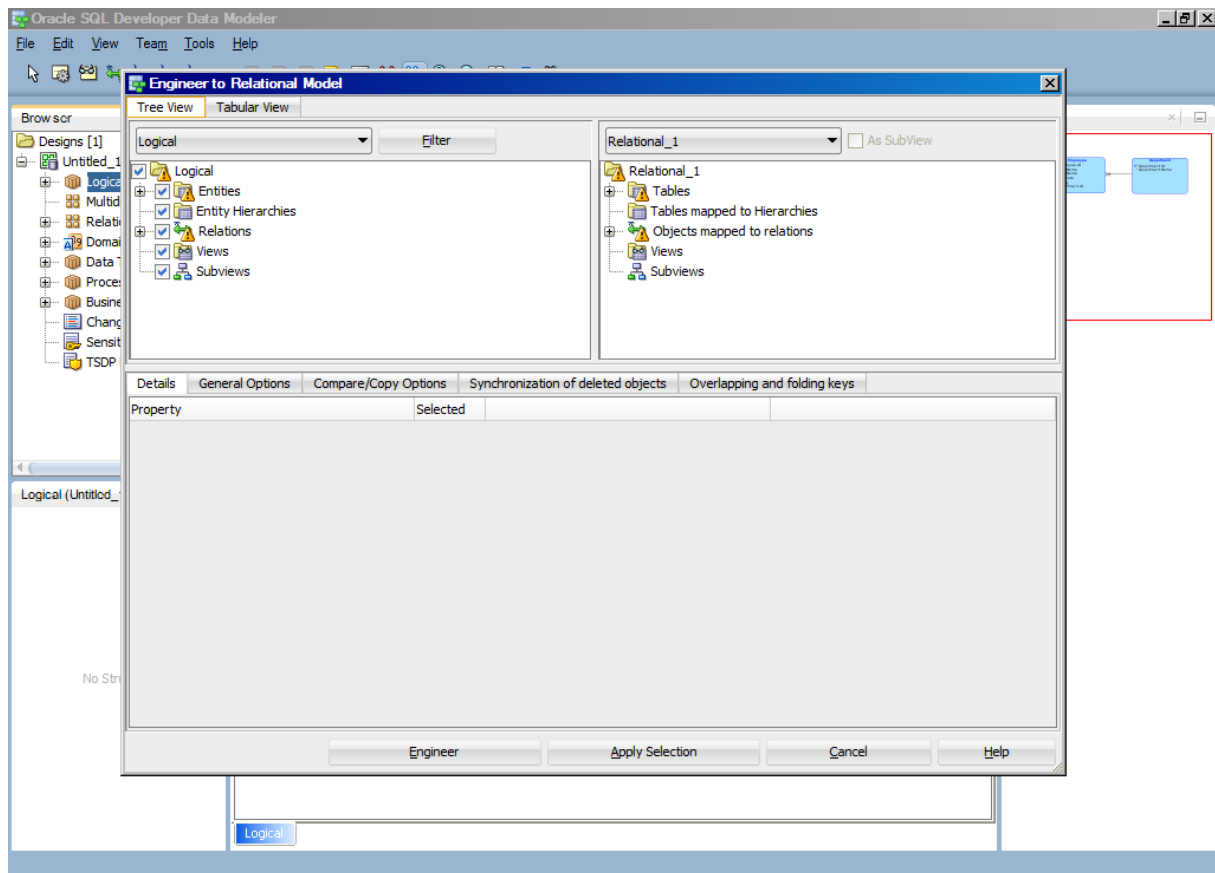 Oracle SQL Developer Data Modeler
File Edit View Team Tools Help
Engineer to Relational Model
Browser
Tree View Tabular View
Designs [1]
Logical Filter Relational_1 As SubView
Untitled_1
Logica
Multid
Relati
Domai
Data T
Proces
Busine
Chang
Sensit
TSDP
Logical
Entities
Entity Hierarchies
Relations
Views
Subviews
Relational_1
Tables
Tables mapped to Hierarchies
Objects mapped to relations
Views
Subviews
Details General Options Compare/Copy Options Synchronization of deleted objects Overlapping and folding keys
Property Selected
Logical (Untitled_
No Stru
Engineer Apply Selection Cancel Help
Logical